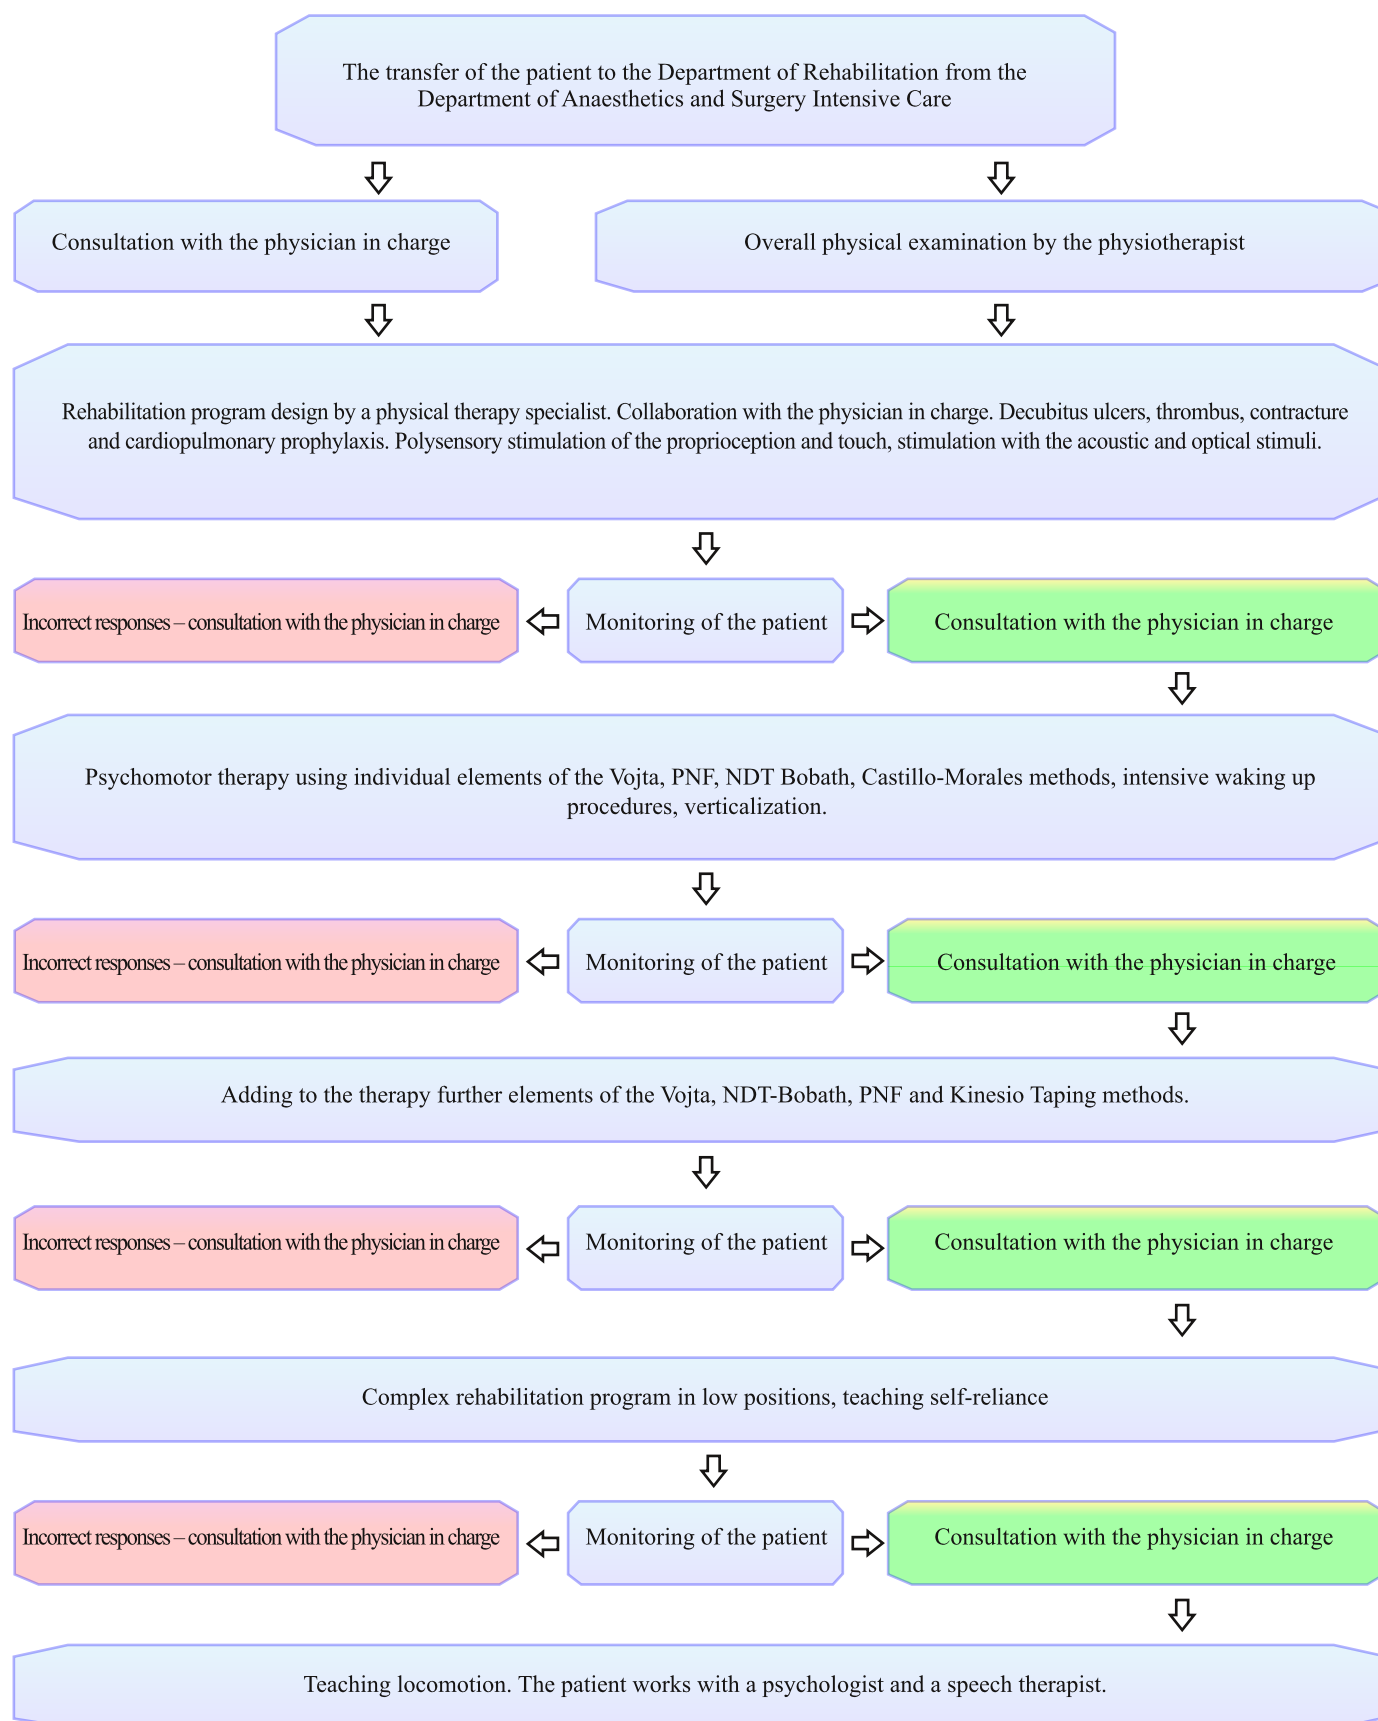 The transfer of the patient to the Department of Rehabilitation from the
Department of Anaesthetics and Surgery Intensive Care
Consultation with the physician in charge
Overall physical examination by the physiotherapist
Rehabilitation program design by a physical therapy specialist. Collaboration with the physician in charge. Decubitus ulcers, thrombus, contracture
and cardiopulmonary prophylaxis. Polysensory stimulation of the proprioception and touch, stimulation with the acoustic and optical stimuli.
Incorrect responses – consultation with the physician in charge
Monitoring of the patient
Consultation with the physician in charge
Psychomotor therapy using individual elements of the Vojta, PNF, NDT Bobath, Castillo-Morales methods, intensive waking up
procedures, verticalization.
Incorrect responses – consultation with the physician in charge
Monitoring of the patient
Consultation with the physician in charge
Adding to the therapy further elements of the Vojta, NDT-Bobath, PNF and Kinesio Taping methods.
Incorrect responses – consultation with the physician in charge
Monitoring of the patient
Consultation with the physician in charge
Complex rehabilitation program in low positions, teaching self-reliance
Incorrect responses – consultation with the physician in charge
Monitoring of the patient
Consultation with the physician in charge
Teaching locomotion. The patient works with a psychologist and a speech therapist.